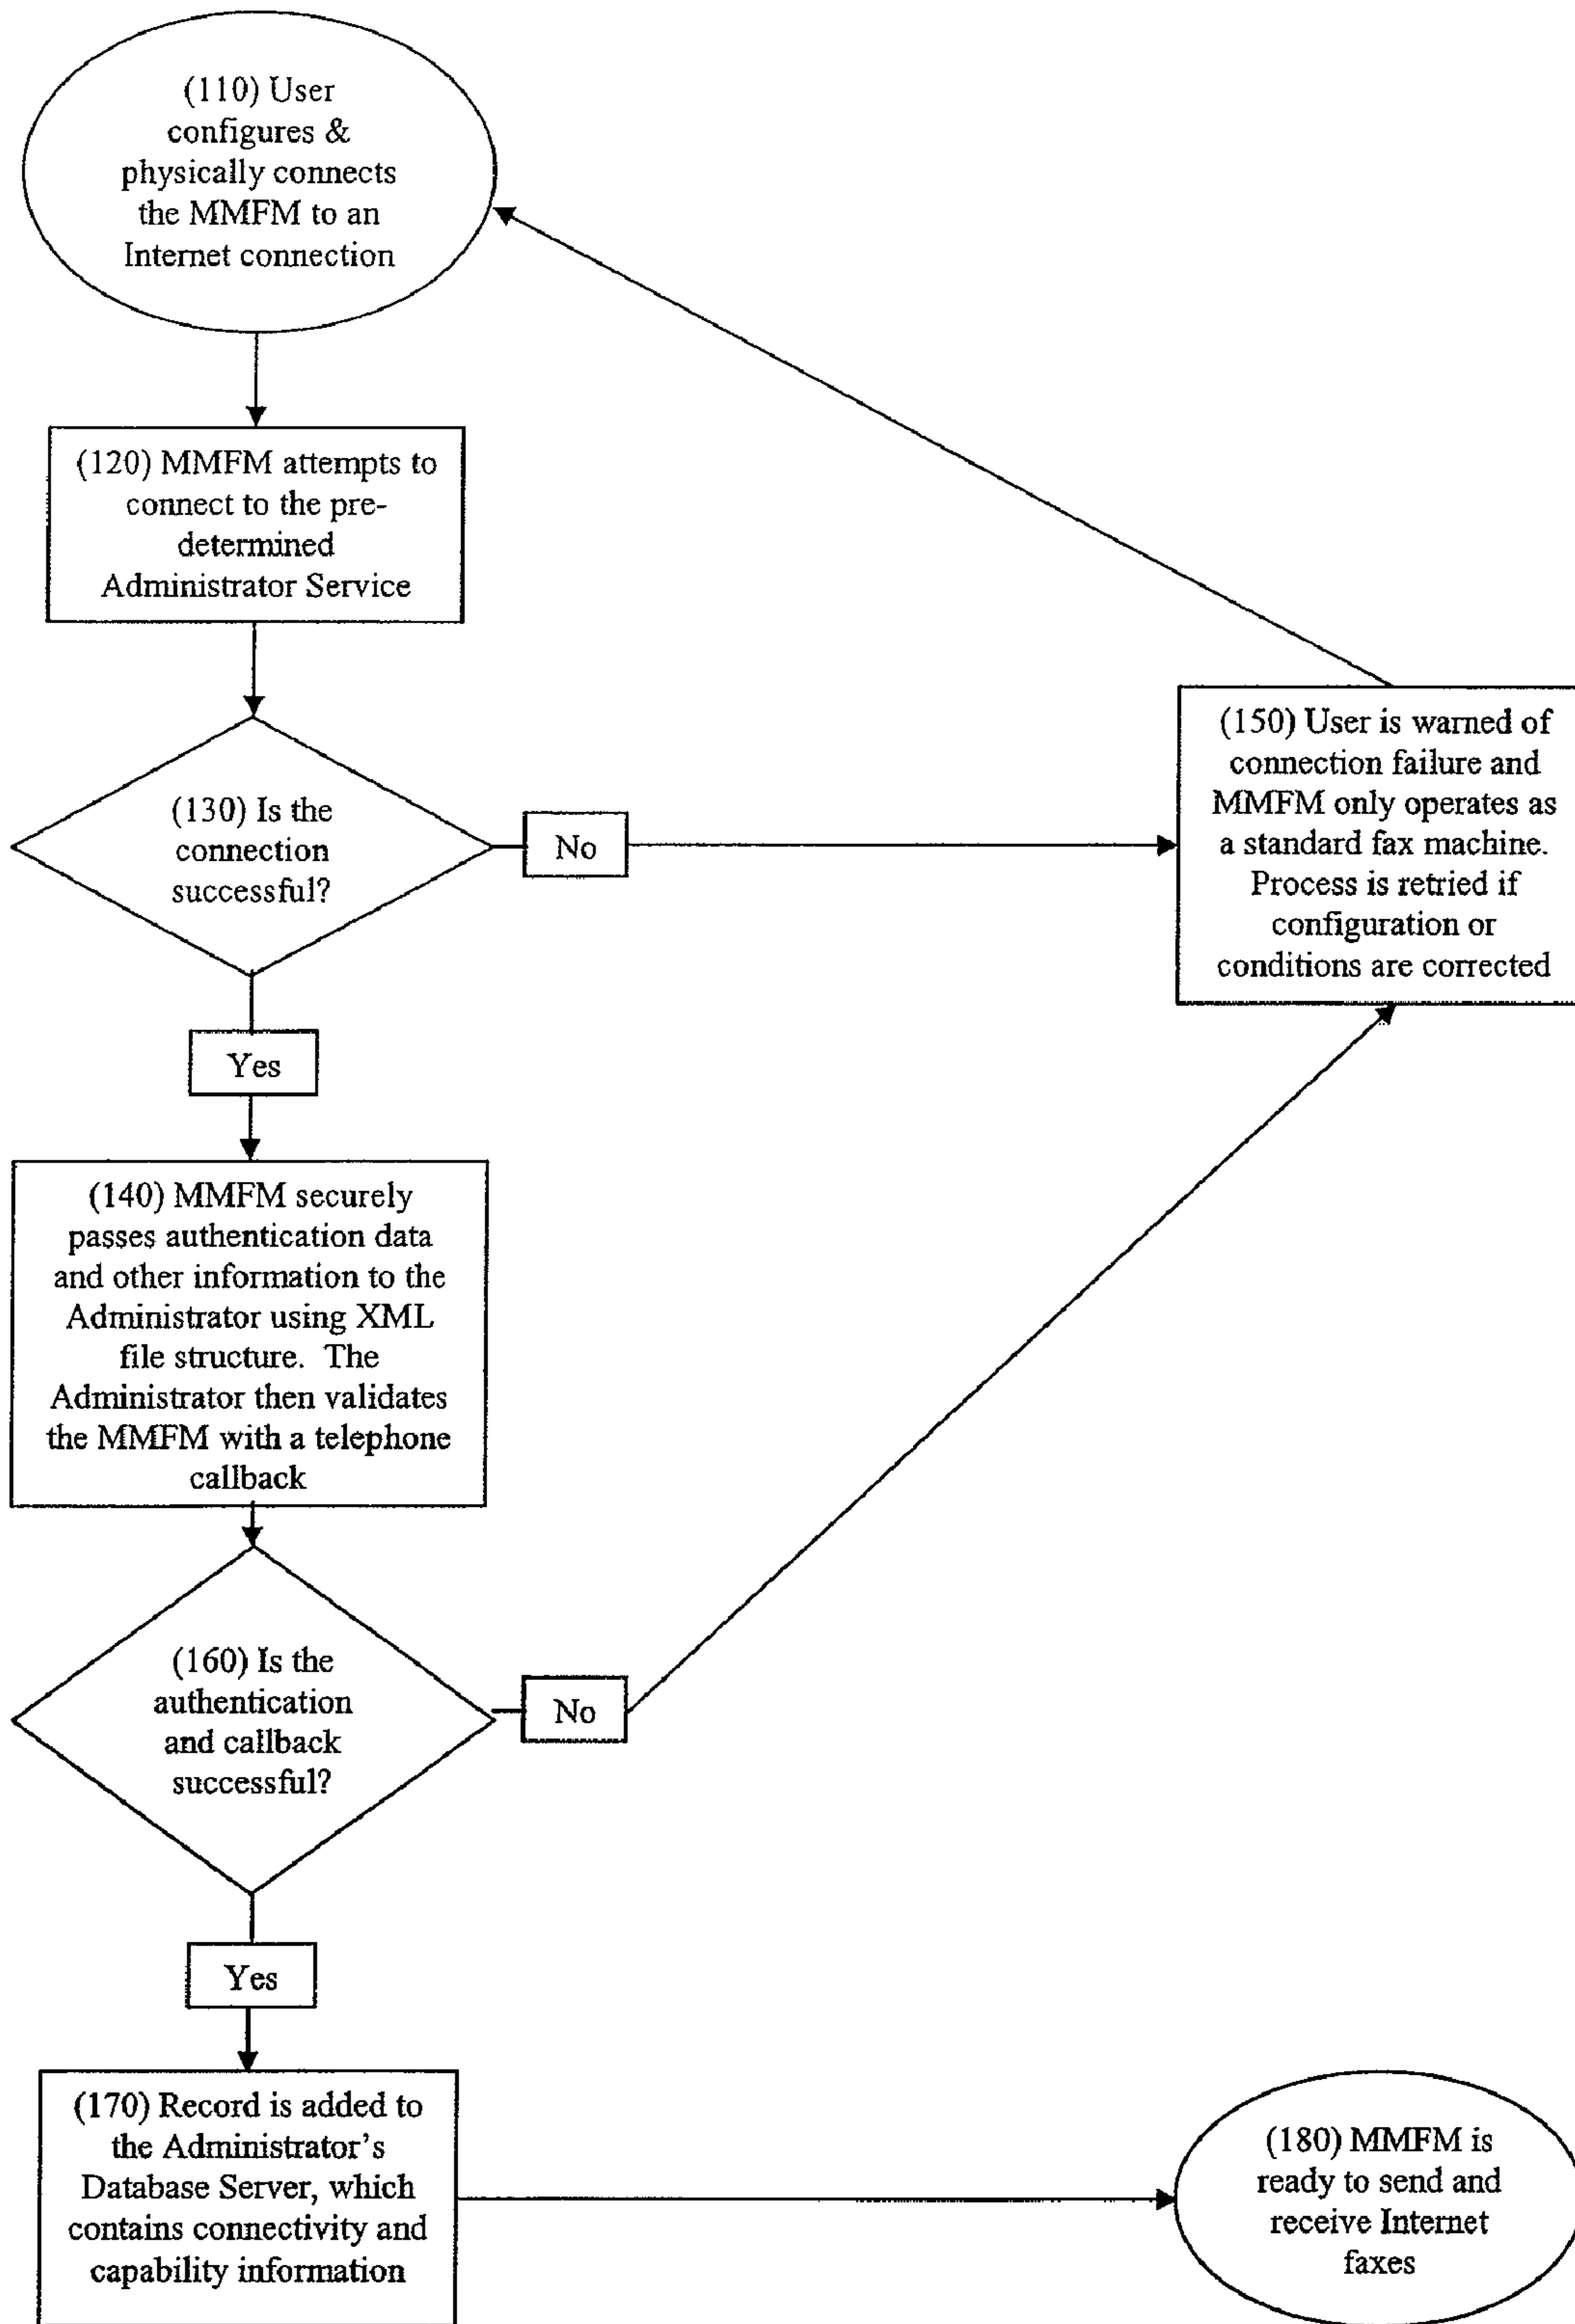 (110) User
configures &
physically connects
the MMFM to an
Internet connection
(120) MMFM attempts to
connect to the pre-
determined
Administrator Service
(130) Is the
connection
successful?
No
(150) User is warned of
connection failure and
MMFM only operates as
a standard fax machine.
Process is retried if
configuration or
conditions are corrected
Yes
(140) MMFM securely
passes authentication data
and other information to the
Administrator using XML
file structure. The
Administrator then validates
the MMFM with a telephone
callback
(160) Is the
authentication
and callback
successful?
No
Yes
(170) Record is added to
the Administrator's
Database Server, which
contains connectivity and
capability information
(180) MMFM is
ready to send and
receive Internet
faxes